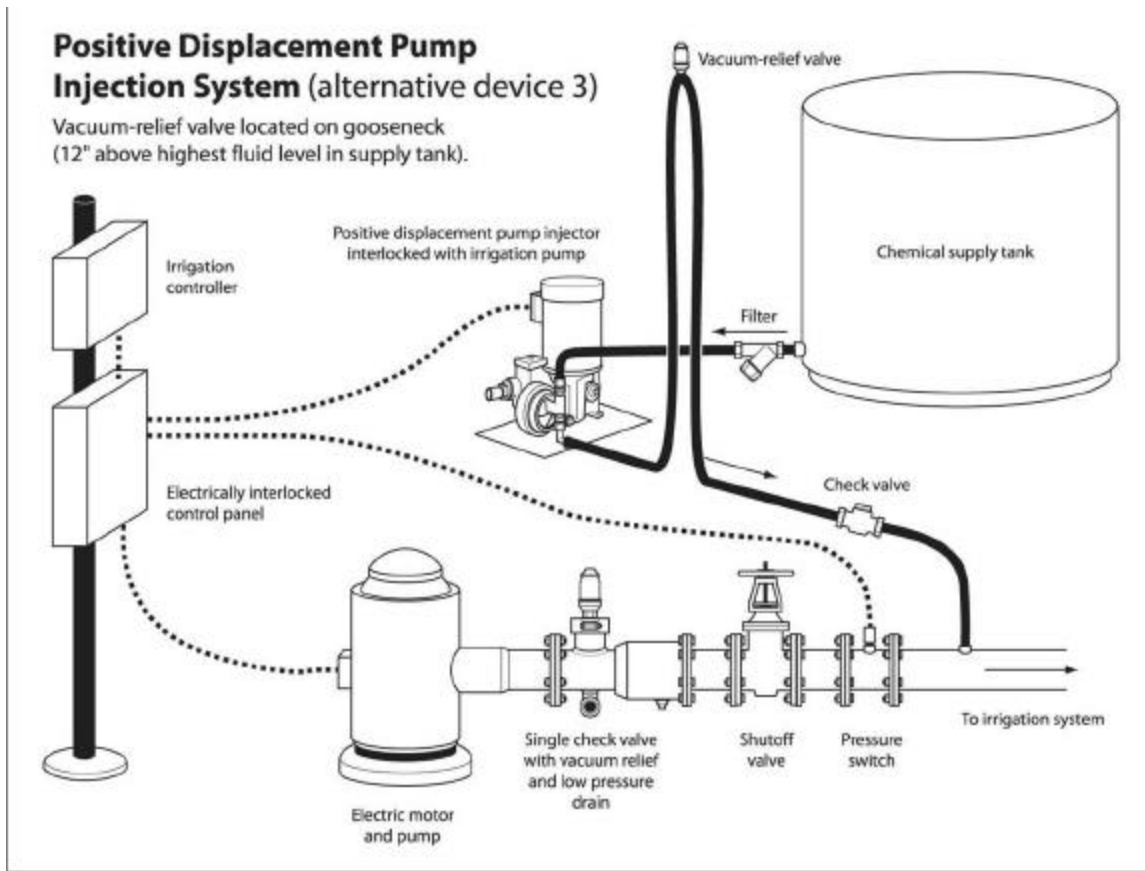 Positive Displacement Pump
Injection System (alternative device 3)
Vacuum-relief valve located on gooseneck
(12" above highest fluid level in supply tank).
Vacuum-relief valve
Chemical supply tank
Positive displacement pump injector
interlocked with irrigation pump
Irrigation
controller
Filter
Electrically interlocked
control panel
Check valve
To irrigation system
Single check valve
with vacuum relief
and low pressure
drain
Shutoff
valve
Pressure
switch
Electric motor
and pump